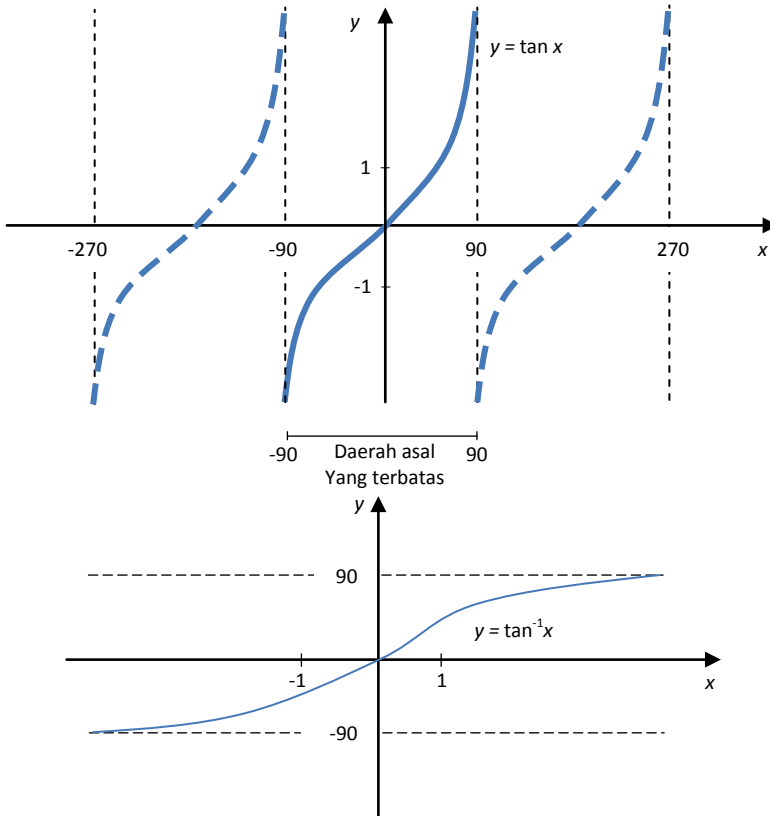 y
y = tan x
1
-270 -90 90 270 x
-1
-90 Daerah asal 90
Yang terbatas
y
90
y = tan⁻¹x
-1 1 x
-90